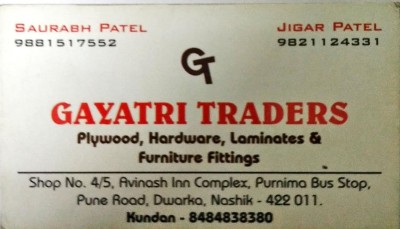 SAURABH PATEL JIGAR PATEL
9881517552 9821124331
GT
GAYATRI TRADERS
Plywood, Hardware, Laminates &
Furniture Fittings
Shop No. 4/5, Avinash Inn Complex, Purnima Bus Stop,
Pune Road, Dwarka, Nashik - 422 011.
Kundan - 8484838380